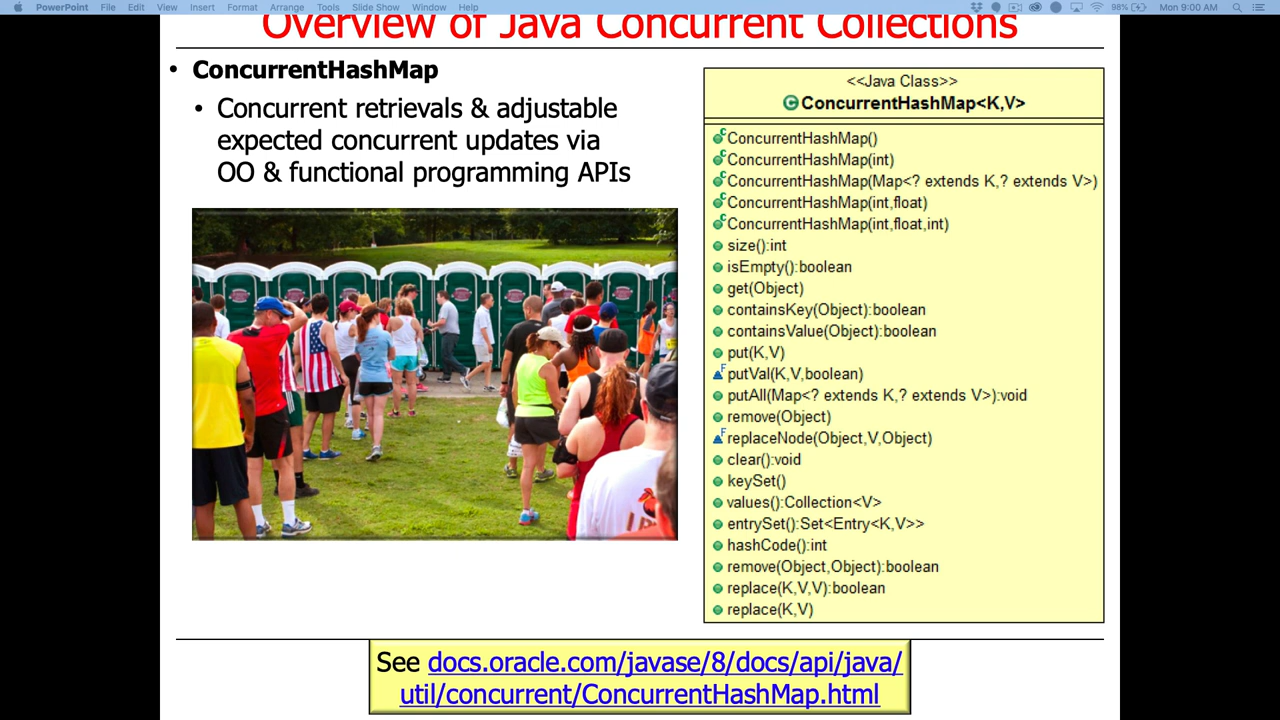 PowerPoint File Edit View Insert Format Arrange Tools Slide Show Window Help 98% Mon 9:00 AM
Overview of Java Concurrent Collections
• ConcurrentHashMap
• Concurrent retrievals & adjustable
expected concurrent updates via
OO & functional programming APIs
<<Java Class>>
C ConcurrentHashMap<K,V>
ConcurrentHashMap()
ConcurrentHashMap(int)
ConcurrentHashMap(Map<? extends K,? extends V>)
ConcurrentHashMap(int,float)
ConcurrentHashMap(int,float,int)
size():int
isEmpty():boolean
get(Object)
containsKey(Object):boolean
containsValue(Object):boolean
put(K,V)
putVal(K,V,boolean)
putAll(Map<? extends K,? extends V>):void
remove(Object)
replaceNode(Object,V,Object)
clear():void
keySet()
values():Collection<V>
entrySet():Set<Entry<K,V>>
hashCode():int
remove(Object,Object):boolean
replace(K,V,V):boolean
replace(K,V)
See docs.oracle.com/javase/8/docs/api/java/
util/concurrent/ConcurrentHashMap.html